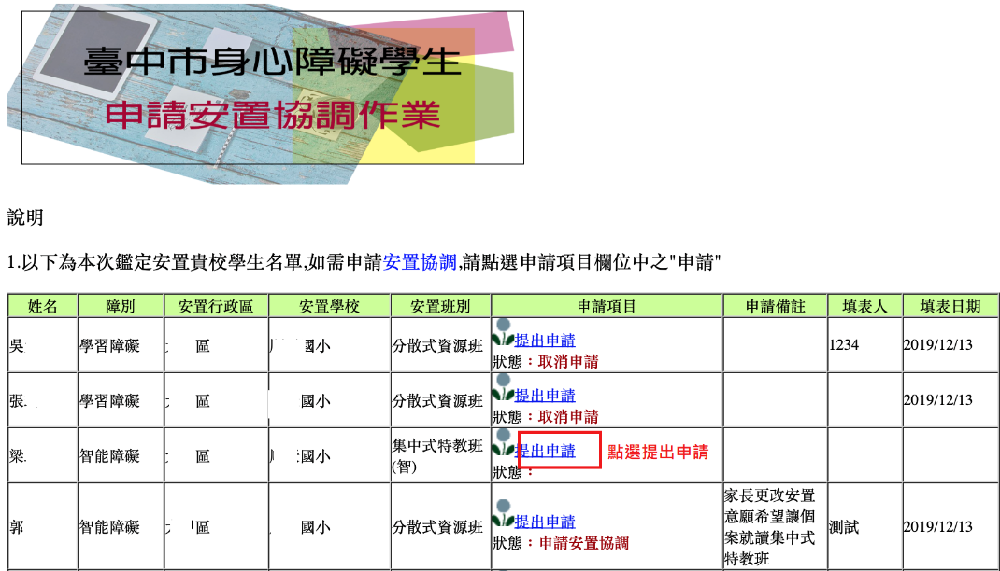 臺中市身心障礙學生
申請安置協調作業
說明
1.以下為本次鑑定安置貴校學生名單,如需申請安置協調,請點選申請項目欄位中之"申請"
姓名 障別 安置行政區 安置學校 安置班別 申請項目 申請備註 填表人 填表日期
吳 學習障礙 區 國小 分散式資源班 提出申請 1234 2019/12/13
狀態：取消申請
張 學習障礙 區 國小 分散式資源班 提出申請 2019/12/13
狀態：取消申請
梁 智能障礙 區 國小 集中式特教班 提出申請 點選提出申請
(智) 狀態：
郭 智能障礙 區 國小 分散式資源班 提出申請 家長更改安置 測試 2019/12/13
狀態：申請安置協調 意願希望讓個
案就讀集中式
特教班